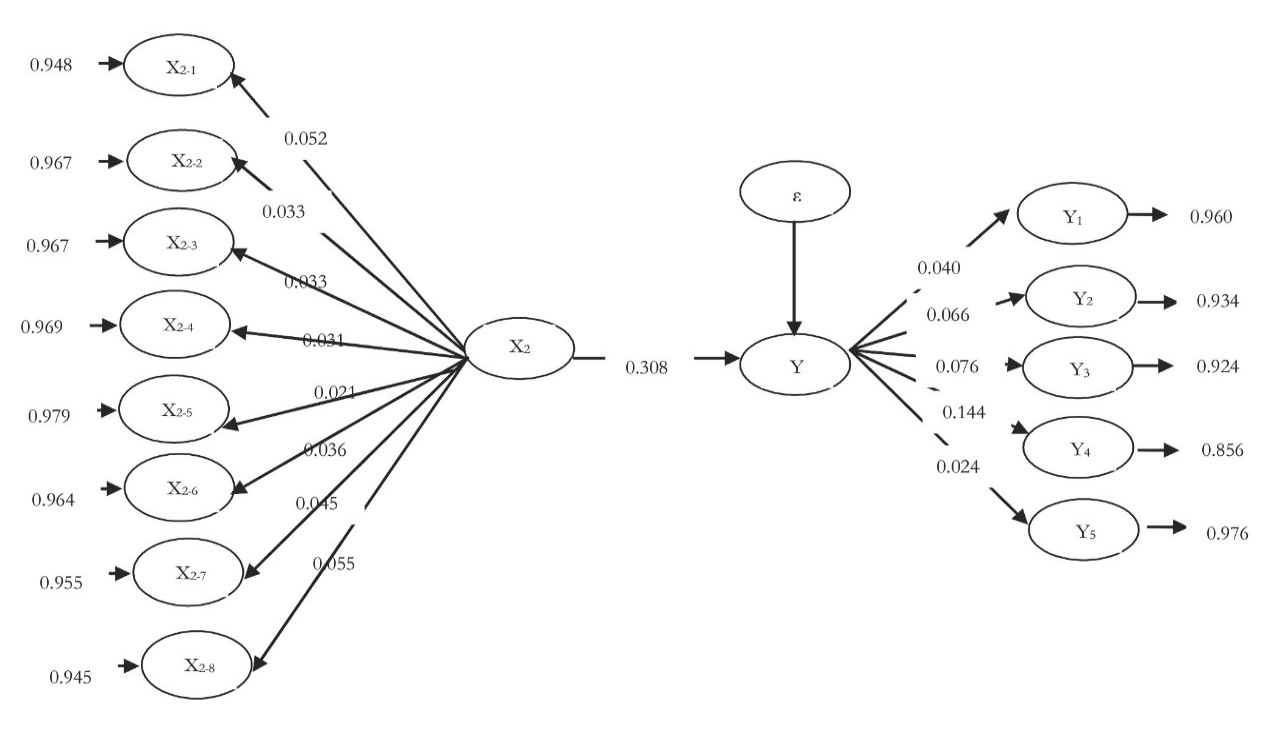 0.948
X₂₋₁
0.052
0.967
X₂₋₂
0.033
0.967
X₂₋₃
0.033
0.969
X₂₋₄
0.031
0.979
X₂₋₅
0.021
0.964
X₂₋₆
0.036
0.955
X₂₋₇
0.045
0.945
X₂₋₈
0.055
X₂
0.308
ε
Y
0.040
Y₁
0.960
0.066
Y₂
0.934
0.076
Y₃
0.924
0.144
Y₄
0.856
0.024
Y₅
0.976